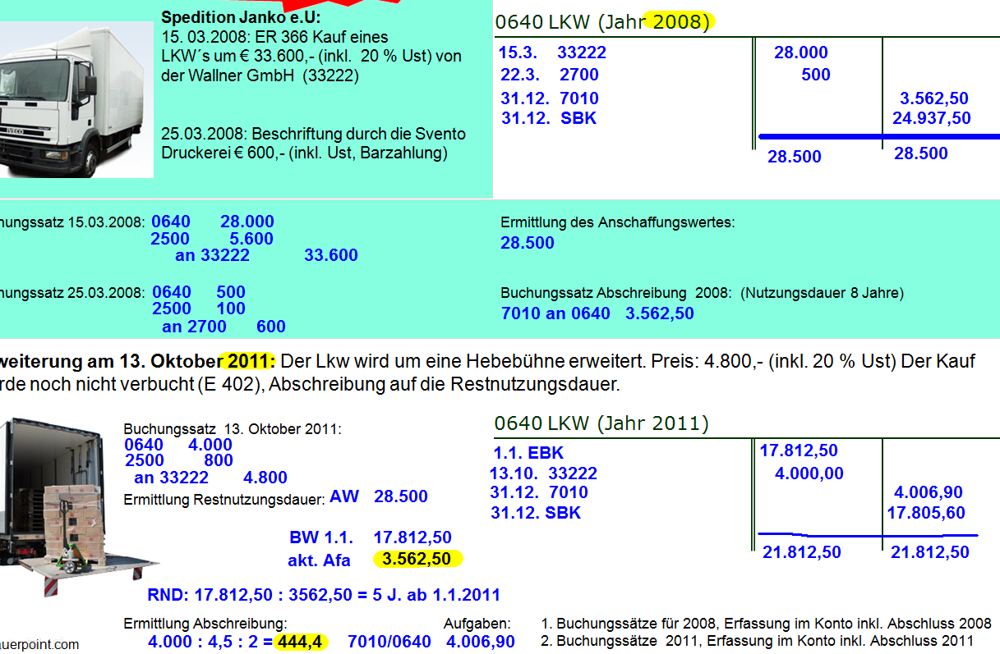 Spedition Janko e.U:
15. 03.2008: ER 366 Kauf eines
LKW´s um € 33.600,- (inkl. 20 % Ust) von
der Wallner GmbH (33222)
25.03.2008: Beschriftung durch die Svento
Druckerei € 600,- (inkl. Ust, Barzahlung)
0640 LKW (Jahr 2008)
15.3. 33222 28.000
22.3. 2700 500
31.12. 7010 3.562,50
31.12. SBK 24.937,50
28.500 28.500
hungssatz 15.03.2008: 0640 28.000
2500 5.600
an 33222 33.600
hungssatz 25.03.2008: 0640 500
2500 100
an 2700 600
Ermittlung des Anschaffungswertes:
28.500
Buchungssatz Abschreibung 2008: (Nutzungsdauer 8 Jahre)
7010 an 0640 3.562,50
weiterung am 13. Oktober 2011: Der Lkw wird um eine Hebebühne erweitert. Preis: 4.800,- (inkl. 20 % Ust) Der Kauf
rde noch nicht verbucht (E 402), Abschreibung auf die Restnutzungsdauer.
Buchungssatz 13. Oktober 2011:
0640 4.000
2500 800
an 33222 4.800
Ermittlung Restnutzungsdauer: AW 28.500
BW 1.1. 17.812,50
akt. Afa 3.562,50
RND: 17.812,50 : 3562,50 = 5 J. ab 1.1.2011
Ermittlung Abschreibung:
4.000 : 4,5 : 2 = 444,4 7010/0640 4.006,90
0640 LKW (Jahr 2011)
1.1. EBK 17.812,50
13.10. 33222 4.000,00
31.12. 7010 4.006,90
31.12. SBK 17.805,60
21.812,50 21.812,50
Aufgaben: 1. Buchungssätze für 2008, Erfassung im Konto inkl. Abschluss 2008
2. Buchungssätze 2011, Erfassung im Konto inkl. Abschluss 2011
auerpoint.com
IVECO